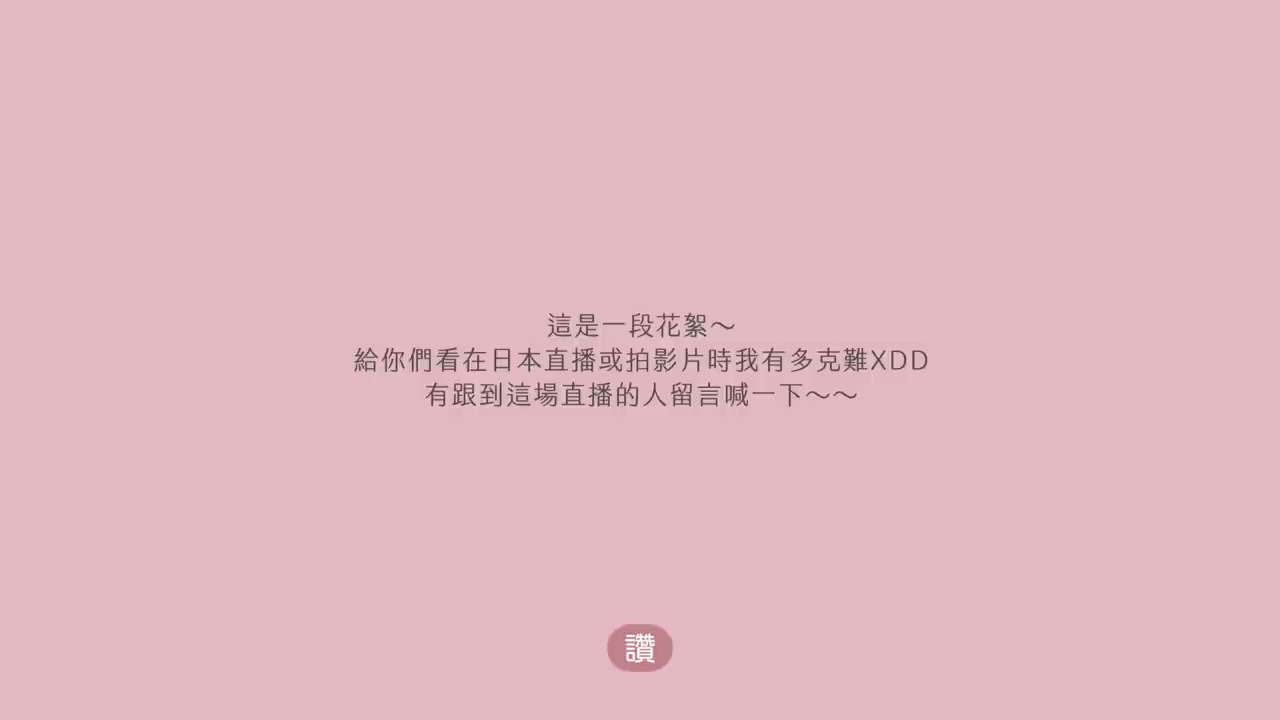 這是一段花絮～
給你們看在日本直播或拍影片時我有多克難XDD
有跟到這場直播的人留言喊一下～～
讚